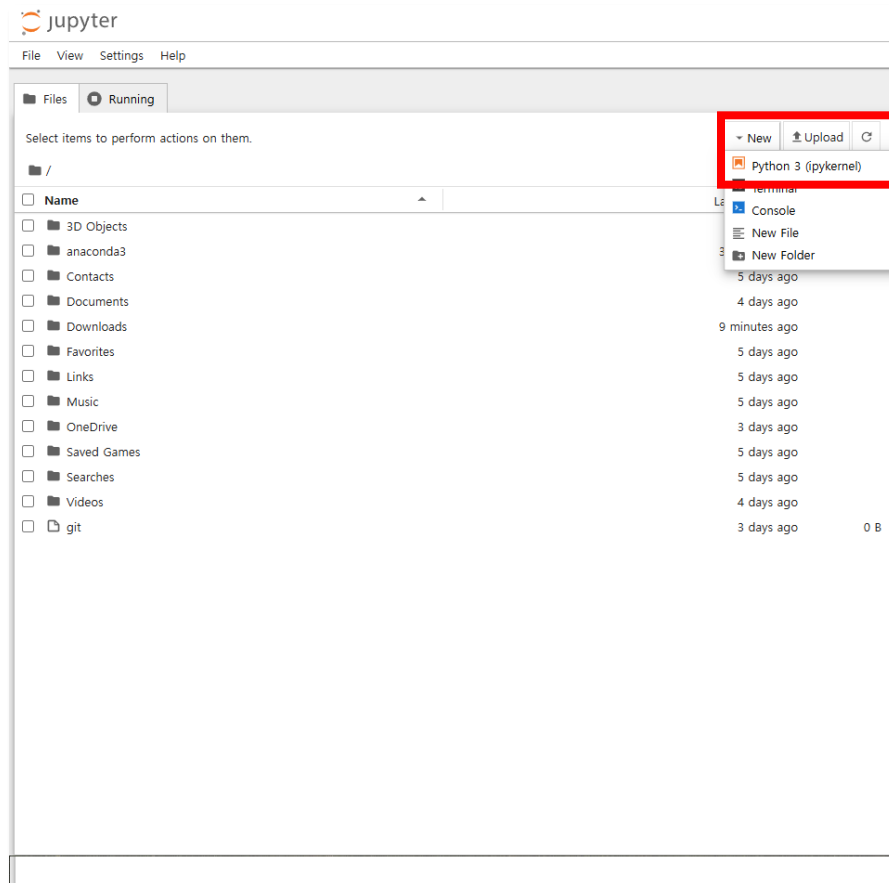 jupyter
File View Settings Help
Files Running
Select items to perform actions on them.
New Upload
/
Python 3 (ipykernel)
Terminal
Name
Console
3D Objects
New File
anaconda3
New Folder
Contacts 5 days ago
Documents 4 days ago
Downloads 9 minutes ago
Favorites 5 days ago
Links 5 days ago
Music 5 days ago
OneDrive 3 days ago
Saved Games 5 days ago
Searches 5 days ago
Videos 4 days ago
git 3 days ago 0 B